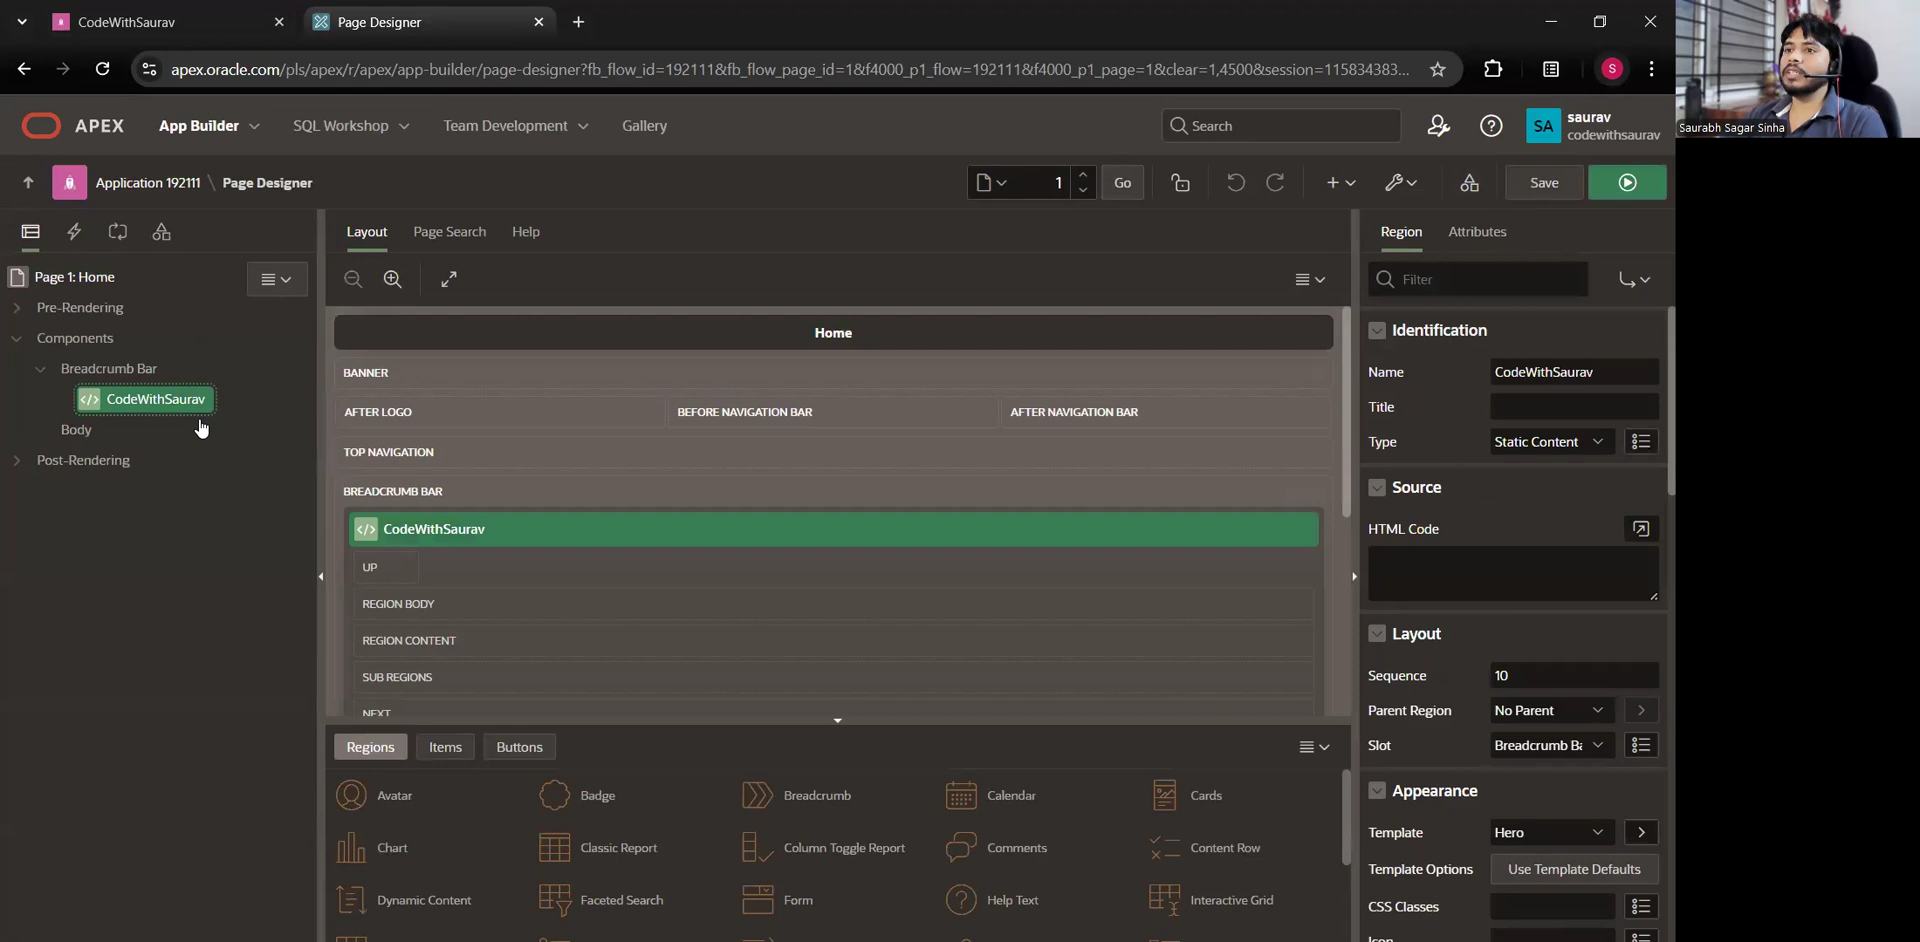 CodeWithSaurav
Page Designer
apex.oracle.com/pls/apex/r/apex/app-builder/page-designer?fb_flow_id=192111&fb_flow_page_id=1&f4000_p1_flow=192111&f4000_p1_page=1&clear=1,4500&session=115834383...
S
Saurabh Sagar Sinha
APEX
App Builder
SQL Workshop
Team Development
Gallery
Search
SA
saurav
codewithsaurav
Application 192111 \ Page Designer
1
Go
Save
Layout
Page Search
Help
Region
Attributes
Page 1: Home
Filter
Pre-Rendering
Components
Breadcrumb Bar
CodeWithSaurav
Body
Post-Rendering
Home
BANNER
AFTER LOGO
BEFORE NAVIGATION BAR
AFTER NAVIGATION BAR
TOP NAVIGATION
BREADCRUMB BAR
CodeWithSaurav
UP
REGION BODY
REGION CONTENT
SUB REGIONS
NEXT
Identification
Name CodeWithSaurav
Title
Type Static Content
Source
HTML Code
Layout
Sequence 10
Parent Region No Parent
Slot Breadcrumb Ba
Appearance
Template Hero
Template Options Use Template Defaults
CSS Classes
Icon
Regions
Items
Buttons
Avatar
Badge
Breadcrumb
Calendar
Cards
Chart
Classic Report
Column Toggle Report
Comments
Content Row
Dynamic Content
Faceted Search
Form
Help Text
Interactive Grid